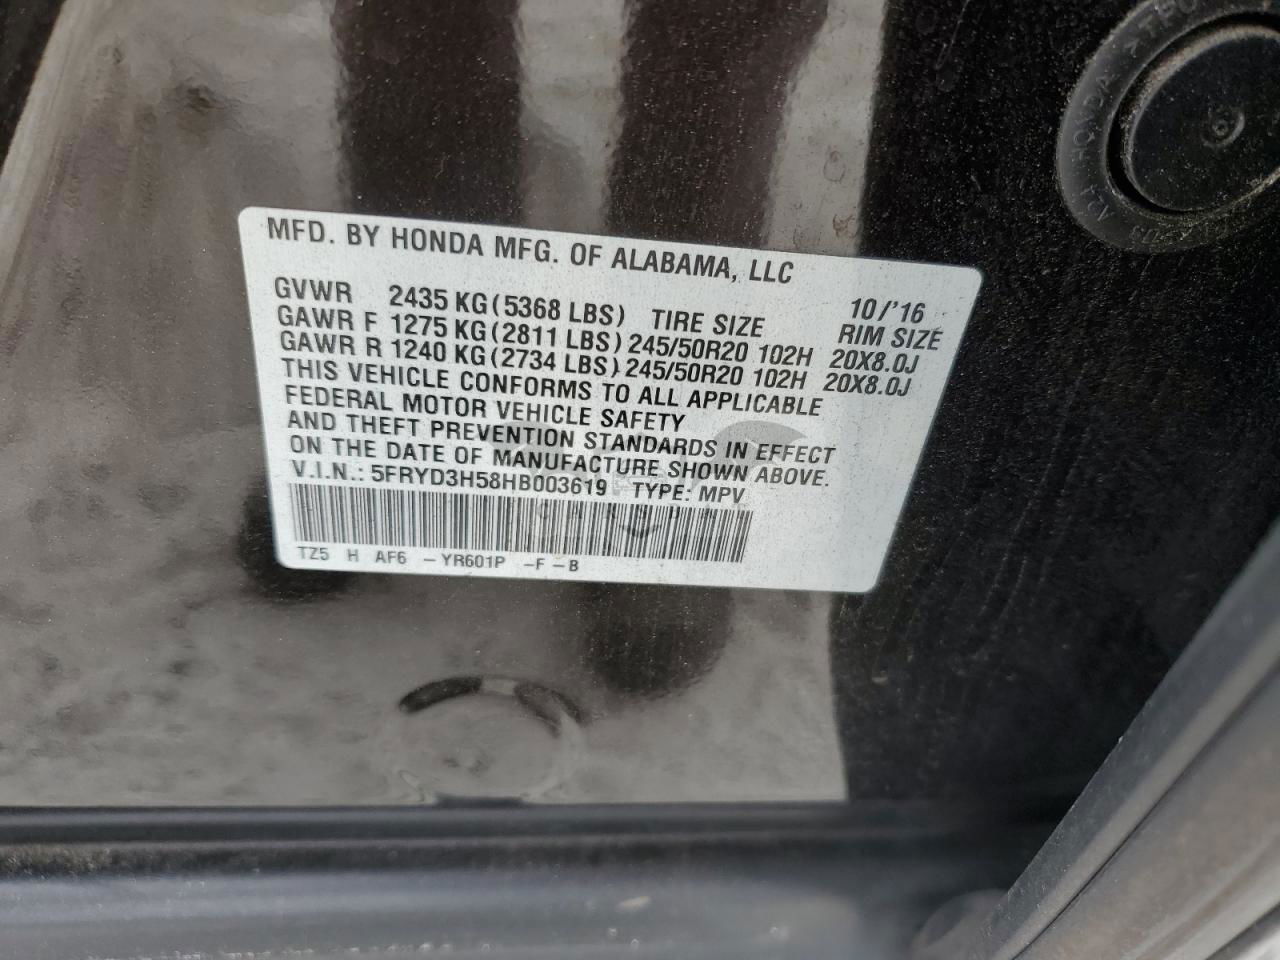 MFD. BY HONDA MFG. OF ALABAMA, LLC
10/'16
GVWR 2435 KG (5368 LBS) TIRE SIZE RIM SIZE
GAWR F 1275 KG (2811 LBS) 245/50R20 102H 20X8.0J
GAWR R 1240 KG (2734 LBS) 245/50R20 102H 20X8.0J
THIS VEHICLE CONFORMS TO ALL APPLICABLE
FEDERAL MOTOR VEHICLE SAFETY
AND THEFT PREVENTION STANDARDS IN EFFECT
ON THE DATE OF MANUFACTURE SHOWN ABOVE.
V.I.N.: 5FRYD3H58HB003619 TYPE: MPV
TZ5 H AF6 -YR601P -F-B